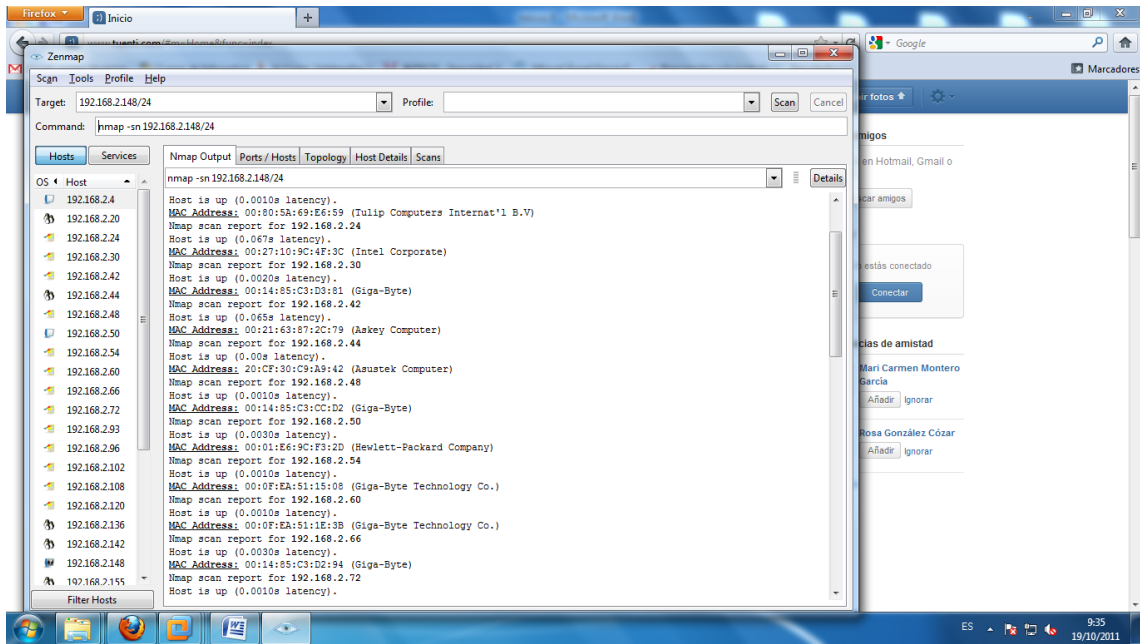 Firefox
Inicio
+
www.tuenti.com/#m=Home&func=index
Google
Marcadores
Zenmap
Scan Tools Profile Help
Target: 192.168.2.148/24 Profile: Scan Cancel
Command: nmap -sn 192.168.2.148/24
Hosts Services
Nmap Output Ports / Hosts Topology Host Details Scans
nmap -sn 192.168.2.148/24 Details
OS Host
192.168.2.4
192.168.2.20
192.168.2.24
192.168.2.30
192.168.2.42
192.168.2.44
192.168.2.48
192.168.2.50
192.168.2.54
192.168.2.60
192.168.2.66
192.168.2.72
192.168.2.93
192.168.2.96
192.168.2.102
192.168.2.108
192.168.2.120
192.168.2.136
192.168.2.142
192.168.2.148
192.168.2.155
Filter Hosts
Host is up (0.0010s latency).
MAC Address: 00:80:5A:69:E6:59 (Tulip Computers Internat'l B.V)
Nmap scan report for 192.168.2.24
Host is up (0.067s latency).
MAC Address: 00:27:10:9C:4F:3C (Intel Corporate)
Nmap scan report for 192.168.2.30
Host is up (0.0020s latency).
MAC Address: 00:14:85:C3:D3:81 (Giga-Byte)
Nmap scan report for 192.168.2.42
Host is up (0.065s latency).
MAC Address: 00:21:63:87:2C:79 (Askey Computer)
Nmap scan report for 192.168.2.44
Host is up (0.00s latency).
MAC Address: 20:CF:30:C9:A9:42 (Asustek Computer)
Nmap scan report for 192.168.2.48
Host is up (0.0010s latency).
MAC Address: 00:14:85:C3:CC:D2 (Giga-Byte)
Nmap scan report for 192.168.2.50
Host is up (0.0030s latency).
MAC Address: 00:01:E6:9C:F3:2D (Hewlett-Packard Company)
Nmap scan report for 192.168.2.54
Host is up (0.0010s latency).
MAC Address: 00:0F:EA:51:15:08 (Giga-Byte Technology Co.)
Nmap scan report for 192.168.2.60
Host is up (0.0010s latency).
MAC Address: 00:0F:EA:51:1E:3B (Giga-Byte Technology Co.)
Nmap scan report for 192.168.2.66
Host is up (0.0030s latency).
MAC Address: 00:14:85:C3:D2:94 (Giga-Byte)
Nmap scan report for 192.168.2.72
Host is up (0.0010s latency).
ir fotos
migos
en Hotmail, Gmail o
car amigos
estás conectado
Conectar
cias de amistad
Mari Carmen Montero
García
Añadir Ignorar
Rosa González Cózar
Añadir Ignorar
ES
9:35
19/10/2011